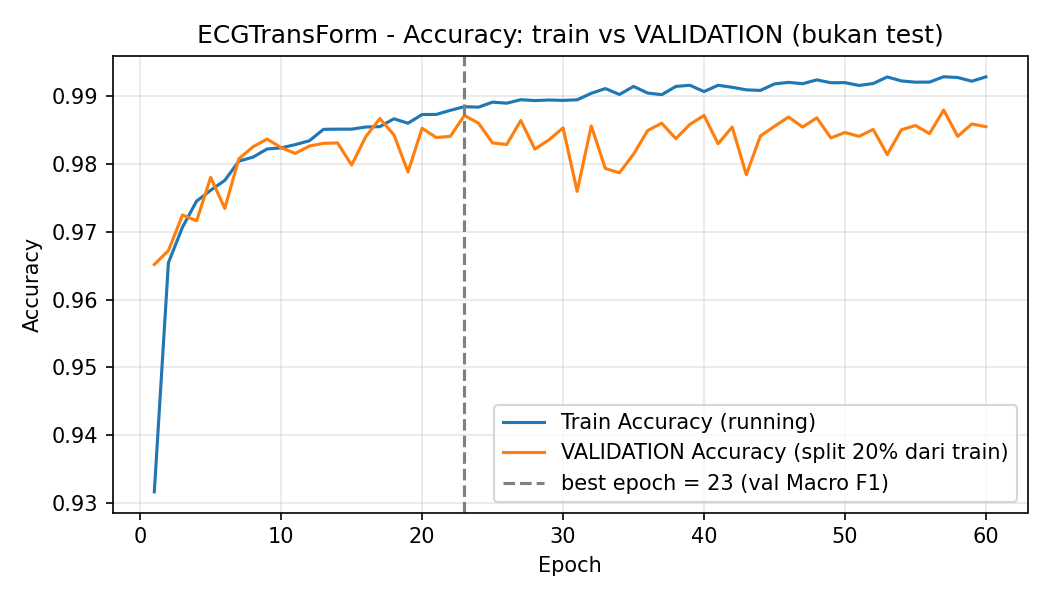 ECGTransForm - Accuracy: train vs VALIDATION (bukan test)
Accuracy
0.99
0.98
0.97
0.96
0.95
0.94
0.93
Train Accuracy (running)
VALIDATION Accuracy (split 20% dari train)
best epoch = 23 (val Macro F1)
0 10 20 30 40 50 60
Epoch